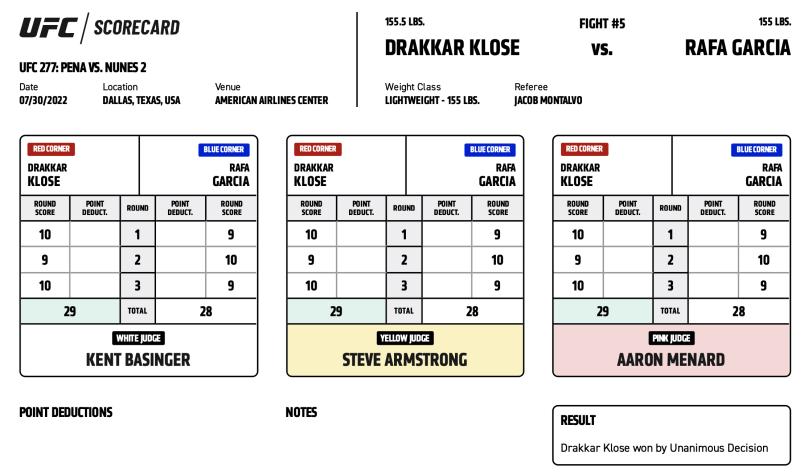 UFC / SCORECARD
UFC 277: PENA VS. NUNES 2
Date Location Venue
07/30/2022 DALLAS, TEXAS, USA AMERICAN AIRLINES CENTER
155.5 LBS. FIGHT #5 155 LBS.
DRAKKAR KLOSE VS. RAFA GARCIA
Weight Class Referee
LIGHTWEIGHT - 155 LBS. JACOB MONTALVO
RED CORNER BLUE CORNER
DRAKKAR RAFA
KLOSE GARCIA
ROUND SCORE POINT DEDUCT. ROUND POINT DEDUCT. ROUND SCORE
10 1 9
9 2 10
10 3 9
29 TOTAL 28
WHITE JUDGE
KENT BASINGER
RED CORNER BLUE CORNER
DRAKKAR RAFA
KLOSE GARCIA
ROUND SCORE POINT DEDUCT. ROUND POINT DEDUCT. ROUND SCORE
10 1 9
9 2 10
10 3 9
29 TOTAL 28
YELLOW JUDGE
STEVE ARMSTRONG
RED CORNER BLUE CORNER
DRAKKAR RAFA
KLOSE GARCIA
ROUND SCORE POINT DEDUCT. ROUND POINT DEDUCT. ROUND SCORE
10 1 9
9 2 10
10 3 9
29 TOTAL 28
PINK JUDGE
AARON MENARD
POINT DEDUCTIONS
NOTES
RESULT
Drakkar Klose won by Unanimous Decision